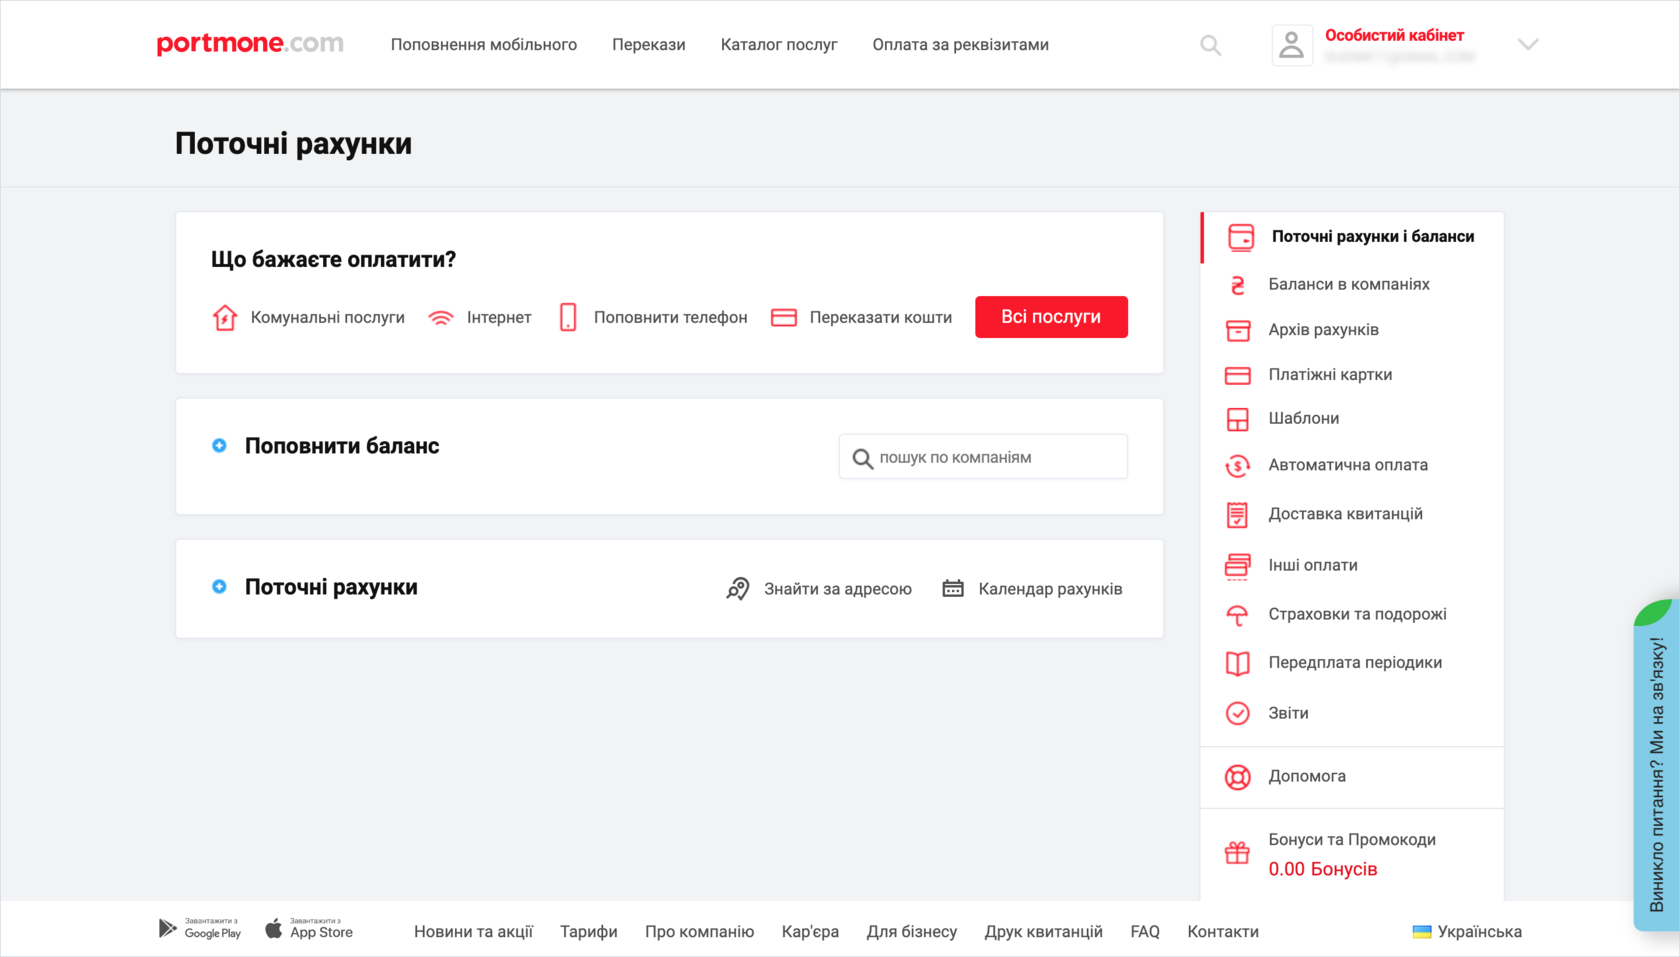 portmone.com
Поповнення мобільного
Перекази
Каталог послуг
Оплата за реквізитами
Особистий кабінет
Поточні рахунки
Що бажаєте оплатити?
Комунальні послуги
Інтернет
Поповнити телефон
Переказати кошти
Всі послуги
Поповнити баланс
пошук по компаніям
Поточні рахунки
Знайти за адресою
Календар рахунків
Поточні рахунки і баланси
Баланси в компаніях
Архів рахунків
Платіжні картки
Шаблони
Автоматична оплата
Доставка квитанцій
Інші оплати
Страховки та подорожі
Передплата періодики
Звіти
Допомога
Бонуси та Промокоди
0.00 Бонусів
Виникло питання? Ми на зв'язку!
Завантажити з
Google Play
Завантажити з
App Store
Новини та акції
Тарифи
Про компанію
Кар'єра
Для бізнесу
Друк квитанцій
FAQ
Контакти
Українська